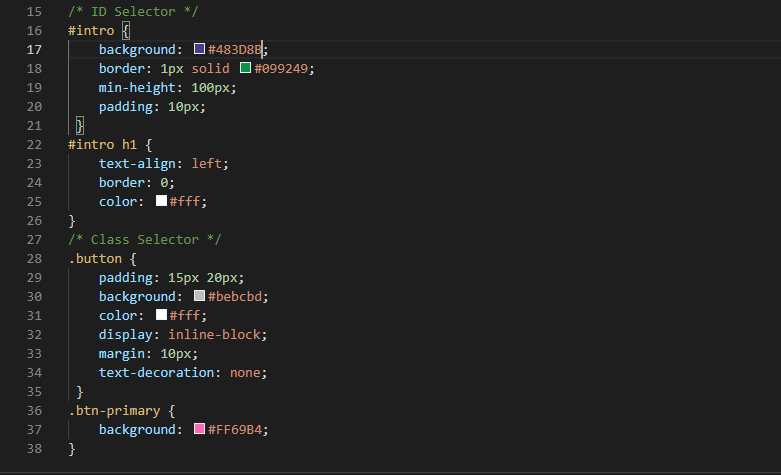 15 /* ID Selector */
16 #intro {
17     background: #483D8B;
18     border: 1px solid #099249;
19     min-height: 100px;
20     padding: 10px;
21  }
22 #intro h1 {
23     text-align: left;
24     border: 0;
25     color: #fff;
26 }
27 /* Class Selector */
28 .button {
29     padding: 15px 20px;
30     background: #bebcbd;
31     color: #fff;
32     display: inline-block;
33     margin: 10px;
34     text-decoration: none;
35  }
36 .btn-primary {
37     background: #FF69B4;
38 }